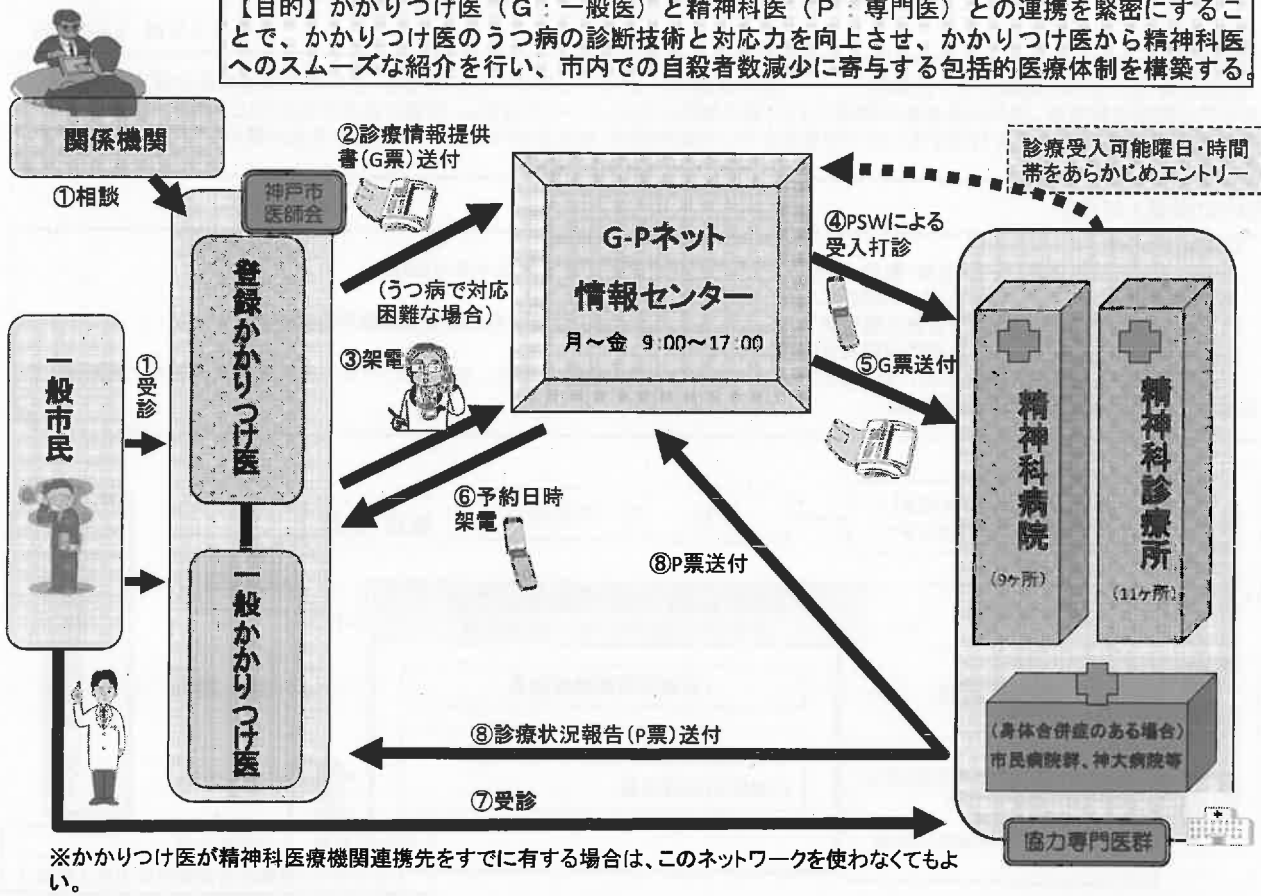 【目的】かかりつけ医(G:一般医)と精神科医(P:専門医)との連携を緊密にするこ
とで、かかりつけ医のうつ病の診断技術と対応力を向上させ、かかりつけ医から精神科医
へのスムーズな紹介を行い、市内での自殺者数減少に寄与する包括的医療体制を構築する。
関係機関
①相談
神戸市
医師会
②診療情報提供
書(G票)送付
診療受入可能曜日・時間
帯をあらかじめエントリー
G-Pネット
情報センター
月~金 9:00~17:00
④PSWによる
受入打診
登録かかりつけ医
(うつ病で対応
困難な場合)
③架電
⑤G票送付
一般市民
①受診
精神科病院
(9ヶ所)
精神科診療所
(11ヶ所)
⑥予約日時
架電
⑧P票送付
一般かかりつけ医
(身体合併症のある場合)
市民病院群、神大病院等
⑧診療状況報告(P票)送付
⑦受診
協力専門医群
※かかりつけ医が精神科医療機関連携先をすでに有する場合は、このネットワークを使わなくてもよ
い。